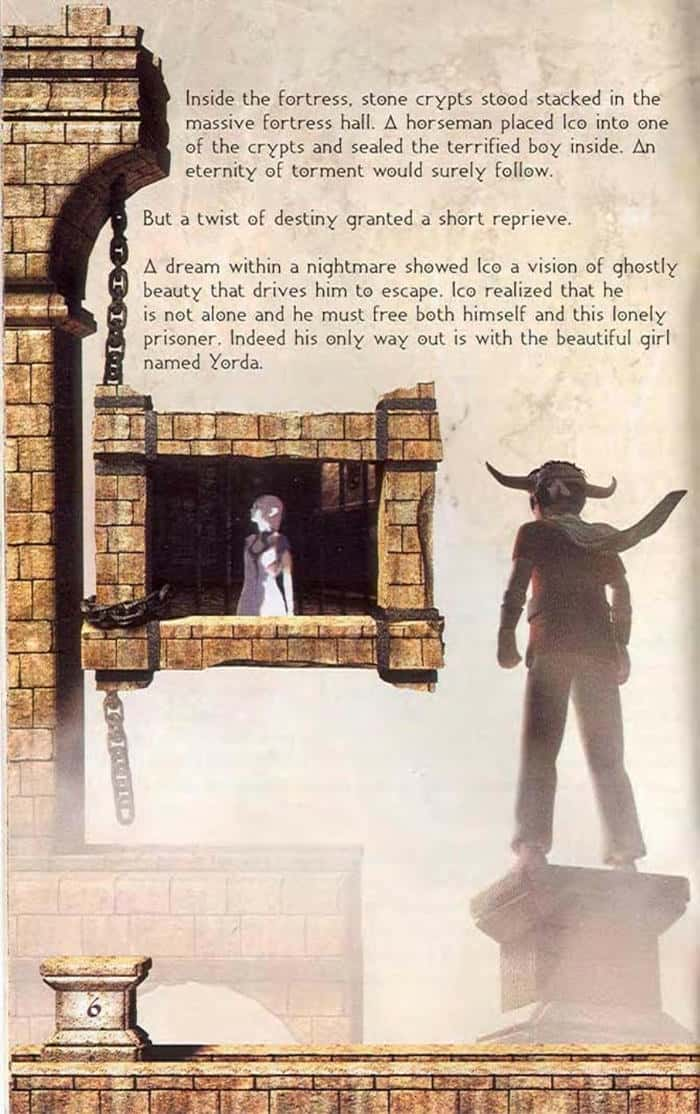 Inside the fortress, stone crypts stood stacked in the
massive fortress hall. A horseman placed Ico into one
of the crypts and sealed the terrified boy inside. An
eternity of torment would surely follow.
But a twist of destiny granted a short reprieve.
A dream within a nightmare showed Ico a vision of ghostly
beauty that drives him to escape. Ico realized that he
is not alone and he must free both himself and this lonely
prisoner. Indeed his only way out is with the beautiful girl
named Yorda.
6